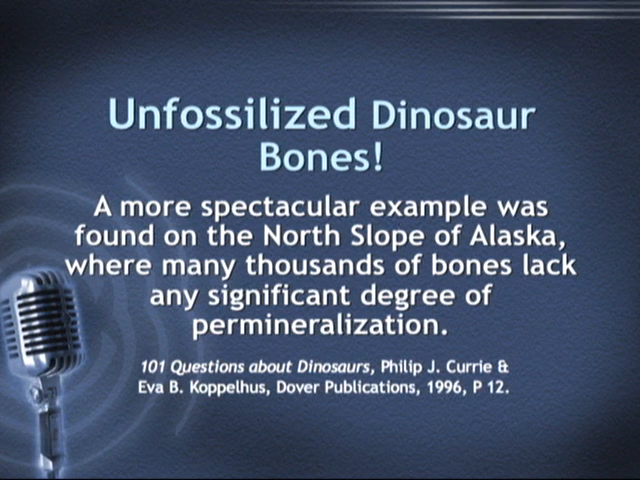 Unfossilized Dinosaur
Bones!
A more spectacular example was
found on the North Slope of Alaska,
where many thousands of bones lack
any significant degree of
permineralization.
101 Questions about Dinosaurs, Philip J. Currie &
Eva B. Koppelhus, Dover Publications, 1996, P 12.